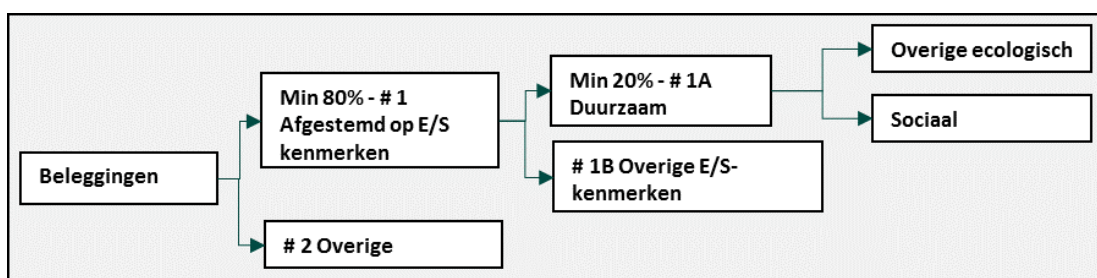 Beleggingen
Min 80% - # 1
Afgestemd op E/S
kenmerken
# 2 Overige
Min 20% - # 1A
Duurzaam
# 1B Overige E/S-
kenmerken
Overige ecologisch
Sociaal